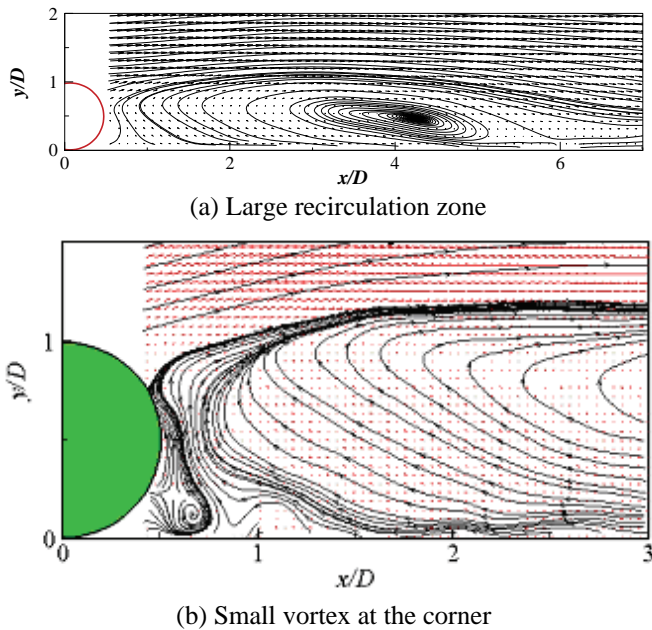 2
y/D
1
0
0
2
4
6
x/D
(a) Large recirculation zone
y/D
1
0
0
1
2
3
x/D
(b) Small vortex at the corner